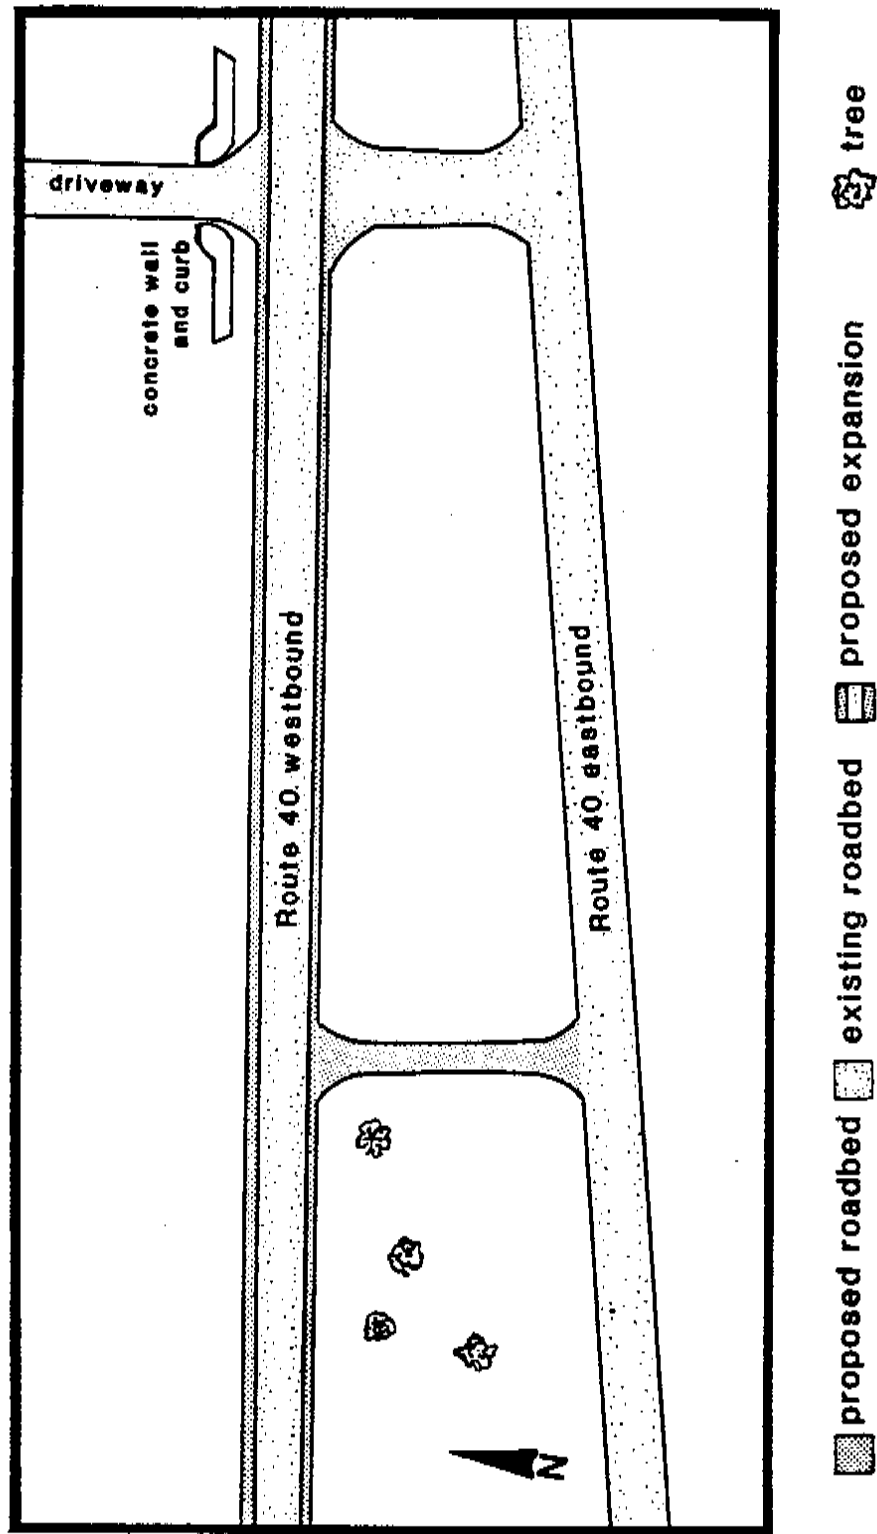 driveway
concrete wall
and curb
Route 40 westbound
Route 40 eastbound
N
proposed roadbed
existing roadbed
proposed expansion
tree